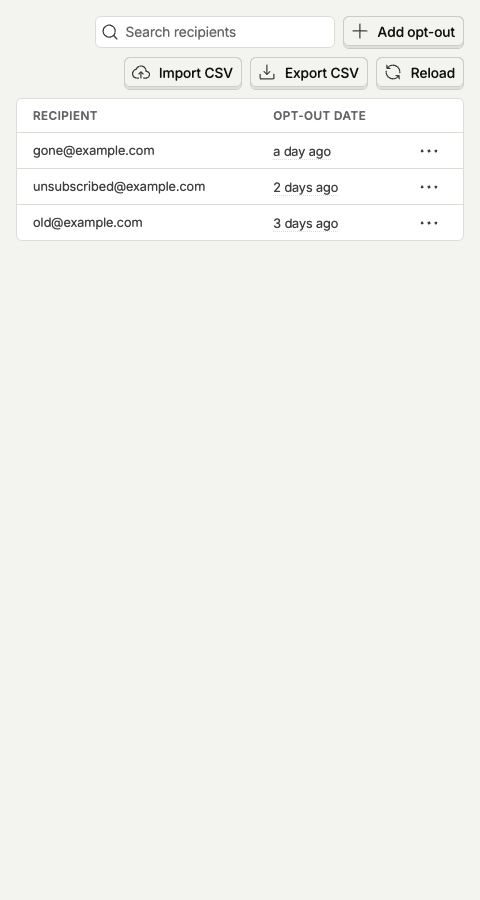 Search recipients
Add opt-out
Import CSV
Export CSV
Reload
RECIPIENT
OPT-OUT DATE
gone@example.com
a day ago
unsubscribed@example.com
2 days ago
old@example.com
3 days ago